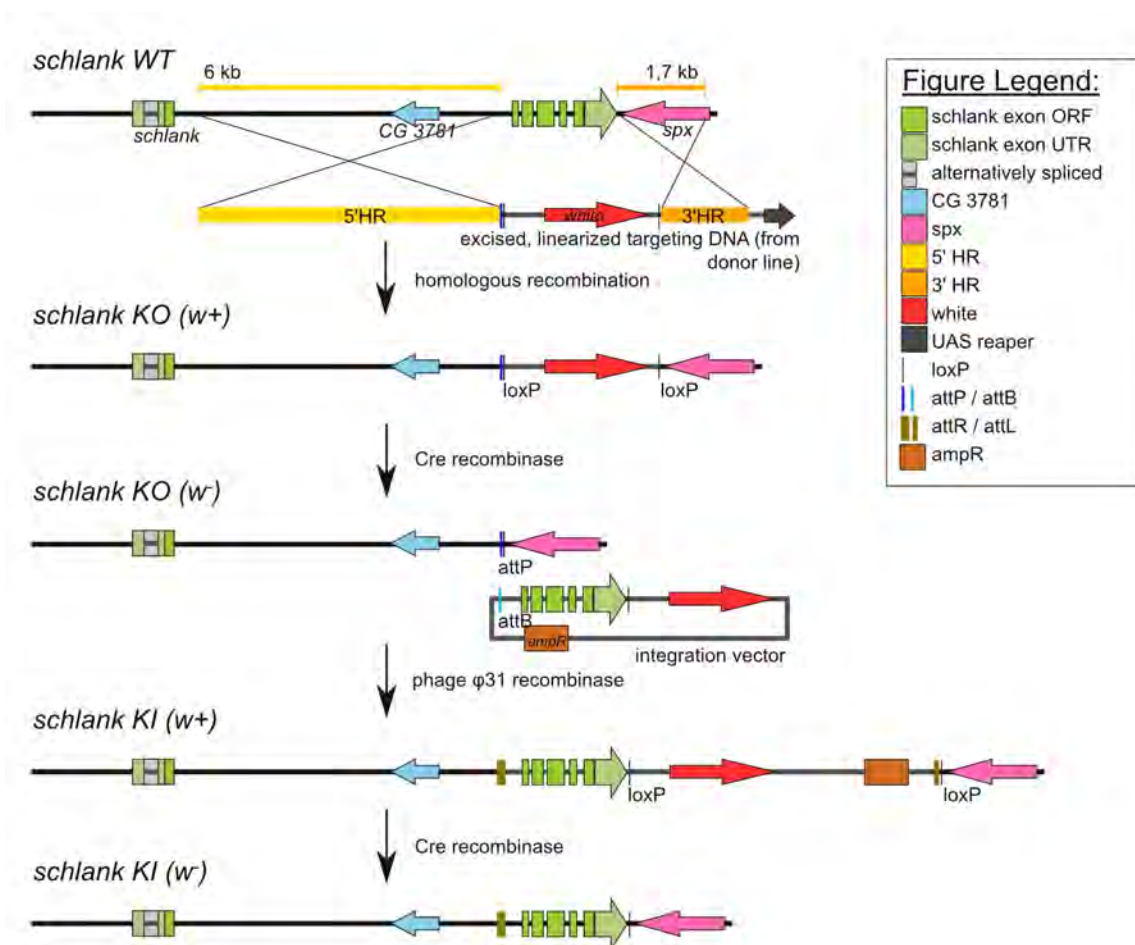 schlank WT
6 kb
1,7 kb
schlank
CG 3781
spx
5'HR
white
3'HR
excised, linearized targeting DNA (from
donor line)
homologous recombination
schlank KO (w+)
loxP
loxP
Cre recombinase
schlank KO (w-)
attP
attB
ampR
integration vector
phage φ31 recombinase
schlank KI (w+)
loxP
loxP
Cre recombinase
schlank KI (w-)
Figure Legend:
schlank exon ORF
schlank exon UTR
alternatively spliced
CG 3781
spx
5' HR
3' HR
white
UAS reaper
loxP
attP / attB
attR / attL
ampR